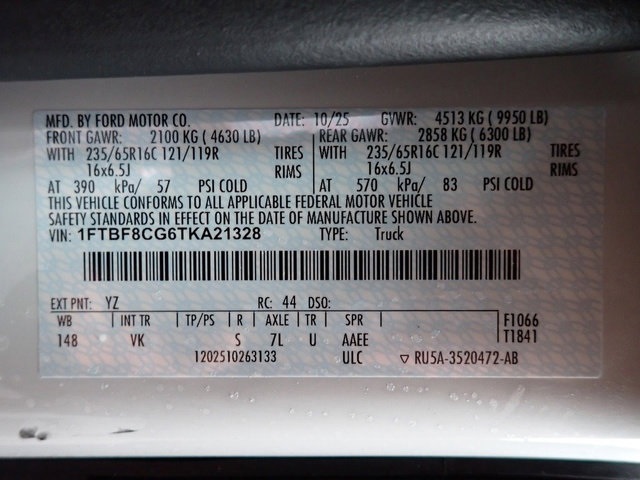 MFD. BY FORD MOTOR CO. DATE: 10/25 GVWR: 4513 KG ( 9950 LB)
FRONT GAWR: 2100 KG ( 4630 LB) REAR GAWR: 2858 KG ( 6300 LB)
WITH 235/65R16C 121/119R TIRES WITH 235/65R16C 121/119R TIRES
16x6.5J RIMS 16x6.5J RIMS
AT 390 kPa/ 57 PSI COLD AT 570 kPa/ 83 PSI COLD
THIS VEHICLE CONFORMS TO ALL APPLICABLE FEDERAL MOTOR VEHICLE
SAFETY STANDARDS IN EFFECT ON THE DATE OF MANUFACTURE SHOWN ABOVE.
VIN: 1FTBF8CG6TKA21328 TYPE: Truck
EXT PNT: YZ RC: 44 DSO:
WB INT TR TP/PS R AXLE TR SPR F1066
148 VK S 7L U AAEE T1841
1202510263133 ULC ▽ RU5A-3520472-AB